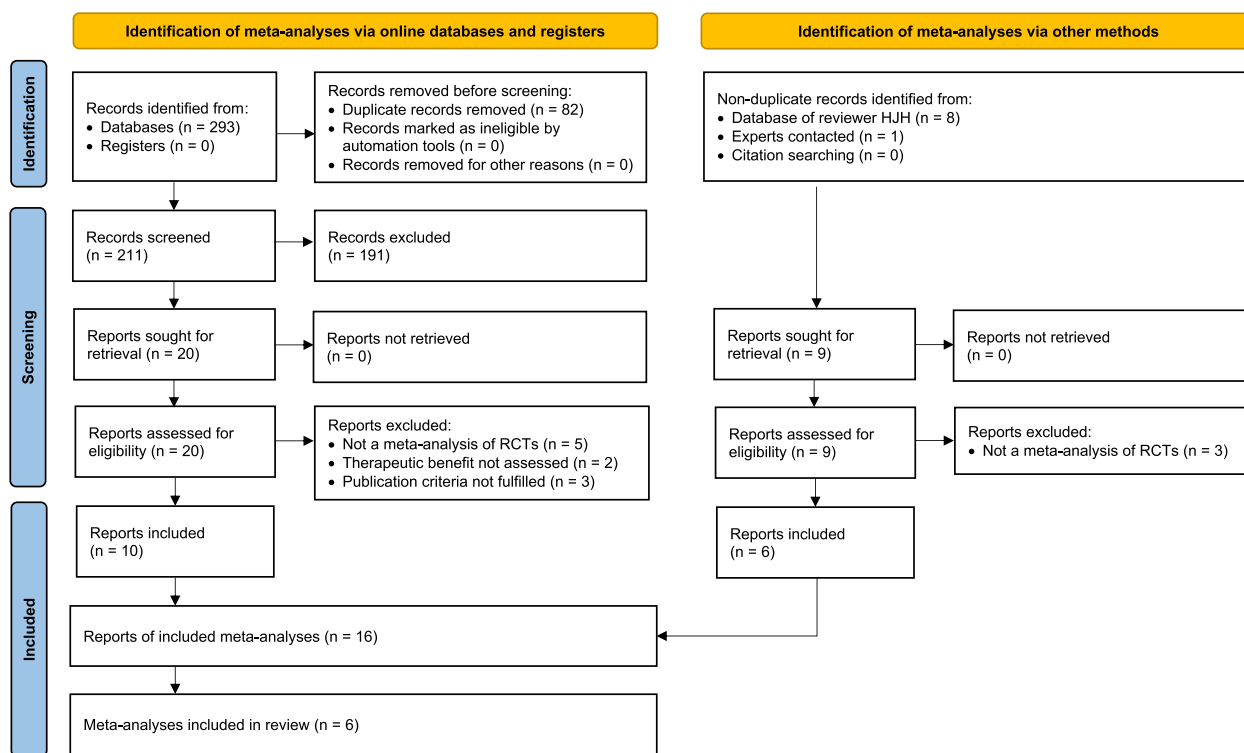 Identification of meta-analyses via online databases and registers
Identification of meta-analyses via other methods
Identification
Records identified from:
• Databases (n = 293)
• Registers (n = 0)
Records removed before screening:
• Duplicate records removed (n = 82)
• Records marked as ineligible by
automation tools (n = 0)
• Records removed for other reasons (n = 0)
Non-duplicate records identified from:
• Database of reviewer HJH (n = 8)
• Experts contacted (n = 1)
• Citation searching (n = 0)
Screening
Records screened
(n = 211)
Records excluded
(n = 191)
Reports sought for
retrieval (n = 20)
Reports not retrieved
(n = 0)
Reports sought for
retrieval (n = 9)
Reports not retrieved
(n = 0)
Reports assessed for
eligibility (n = 20)
Reports excluded:
• Not a meta-analysis of RCTs (n = 5)
• Therapeutic benefit not assessed (n = 2)
• Publication criteria not fulfilled (n = 3)
Reports assessed for
eligibility (n = 9)
Reports excluded:
• Not a meta-analysis of RCTs (n = 3)
Included
Reports included
(n = 10)
Reports included
(n = 6)
Reports of included meta-analyses (n = 16)
Meta-analyses included in review (n = 6)